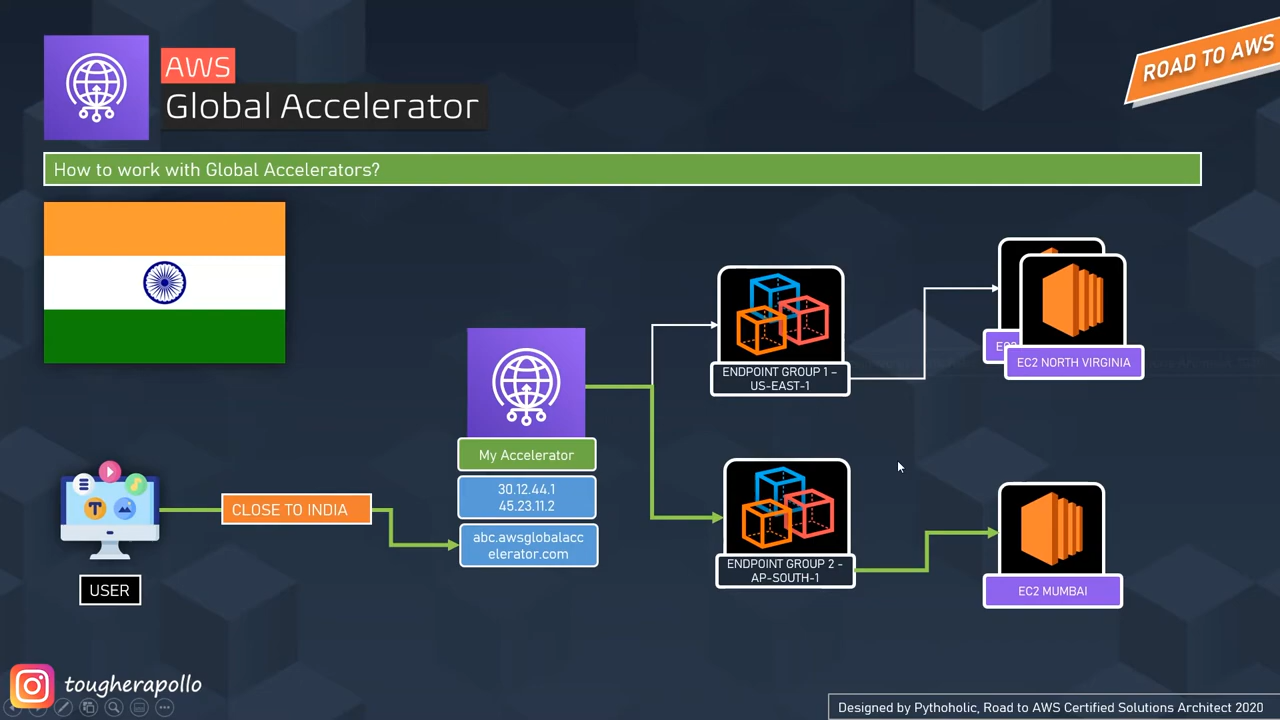 AWS
Global Accelerator
ROAD TO AWS
How to work with Global Accelerators?
ENDPOINT GROUP 1 –
US-EAST-1
EC2
EC2 NORTH VIRGINIA
My Accelerator
30.12.44.1
45.23.11.2
abc.awsglobalacc
elerator.com
CLOSE TO INDIA
USER
ENDPOINT GROUP 2 -
AP-SOUTH-1
EC2 MUMBAI
tougherapollo
Designed by Pythoholic, Road to AWS Certified Solutions Architect 2020